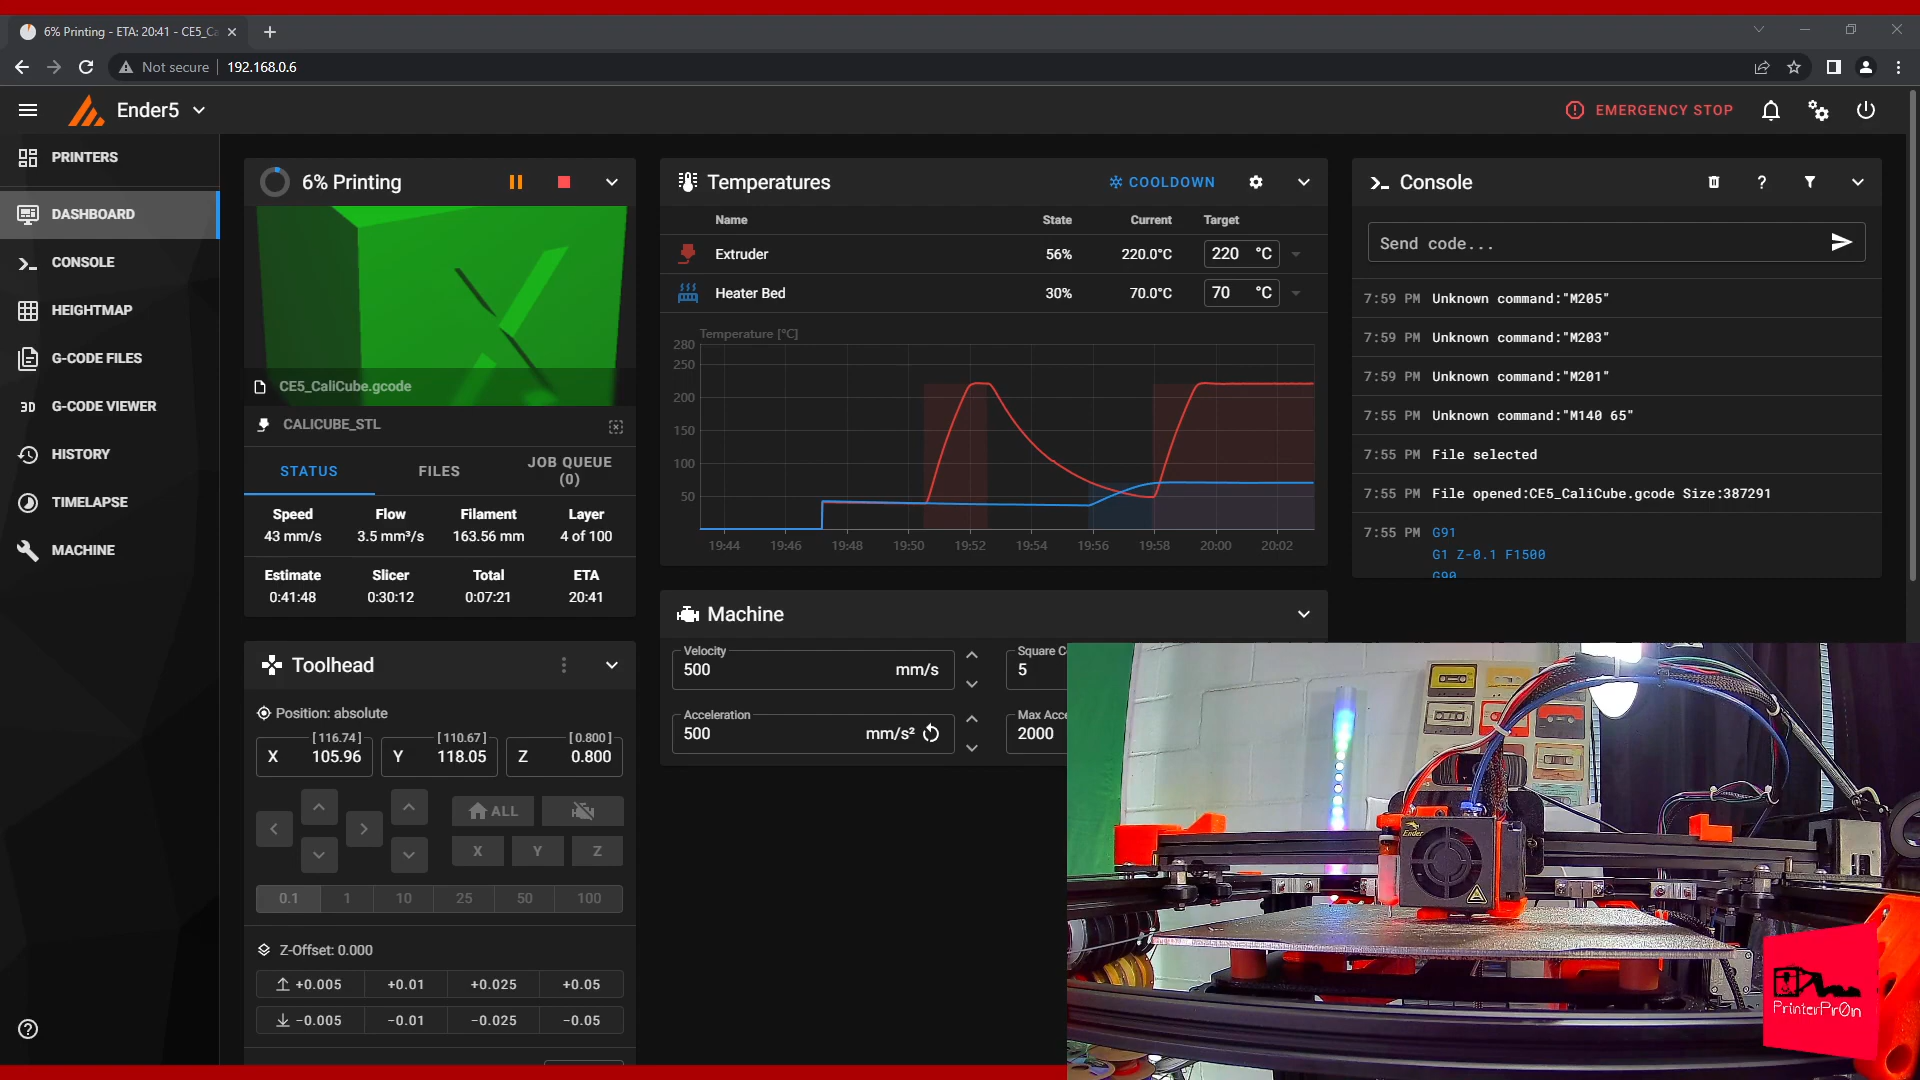 6% Printing - ETA: 20:41 - CE5_Ca
Not secure
192.168.0.6
Ender5
EMERGENCY STOP
PRINTERS
DASHBOARD
CONSOLE
HEIGHTMAP
G-CODE FILES
3D G-CODE VIEWER
HISTORY
TIMELAPSE
MACHINE
6% Printing
CE5_CaliCube.gcode
CALICUBE_STL
STATUS FILES JOB QUEUE
(0)
Speed Flow Filament Layer
43 mm/s 3.5 mm³/s 163.56 mm 4 of 100
Estimate Slicer Total ETA
0:41:48 0:30:12 0:07:21 20:41
Toolhead
Position: absolute
[116.74] [110.67] [0.800]
X 105.96 Y 118.05 Z 0.800
ALL
X Y Z
0.1 1 10 25 50 100
Z-Offset: 0.000
+0.005 +0.01 +0.025 +0.05
−0.005 −0.01 −0.025 −0.05
Temperatures
COOLDOWN
Name State Current Target
Extruder 56% 220.0°C 220 °C
Heater Bed 30% 70.0°C 70 °C
Temperature [°C]
280
250
200
150
100
50
19:44 19:46 19:48 19:50 19:52 19:54 19:56 19:58 20:00 20:02
Machine
Velocity
500 mm/s
Square C
5
Acceleration
500 mm/s²
Max Acce
2000
Console
Send code...
7:59 PM Unknown command:"M205"
7:59 PM Unknown command:"M203"
7:59 PM Unknown command:"M201"
7:55 PM Unknown command:"M140 65"
7:55 PM File selected
7:55 PM File opened:CE5_CaliCube.gcode Size:387291
7:55 PM G91
G1 Z-0.1 F1500
G90
Ender
PrinterPr0n